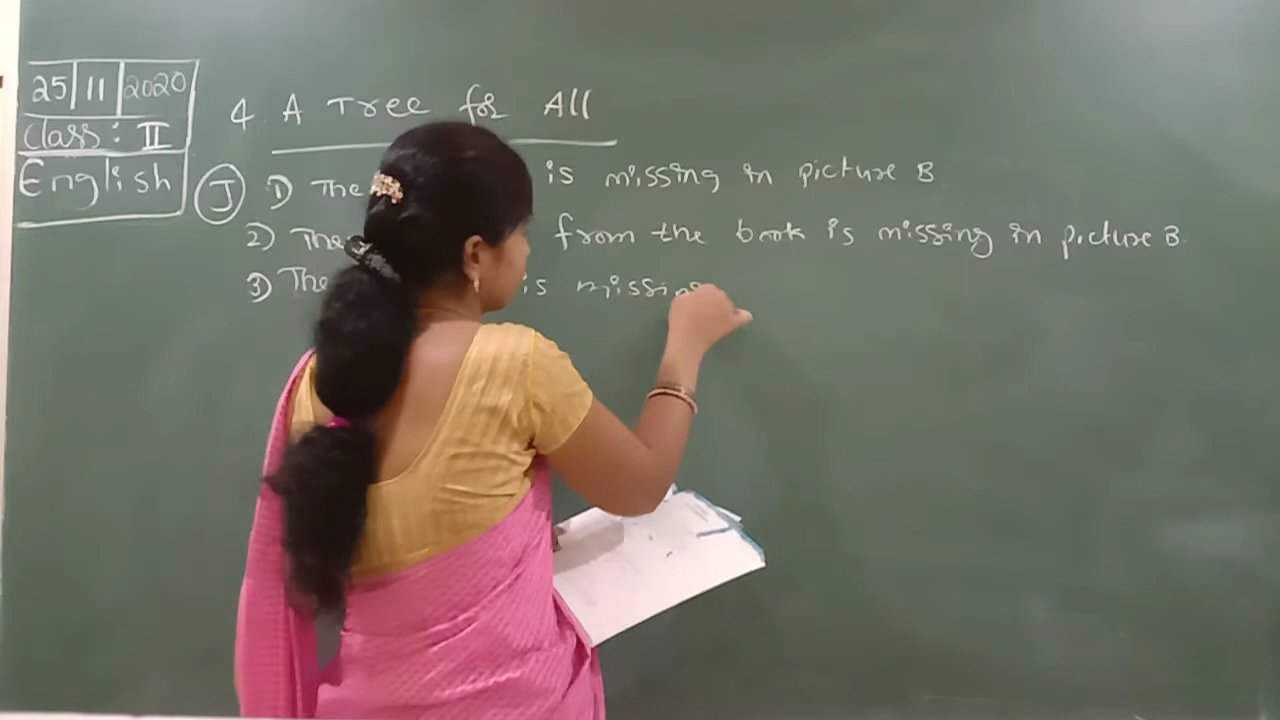 25 | 11 | 2020
Class : II
English
4. A Tree for All
J 1) The is missing in picture B
2) The from the book is missing in picture B.
3) The is missing